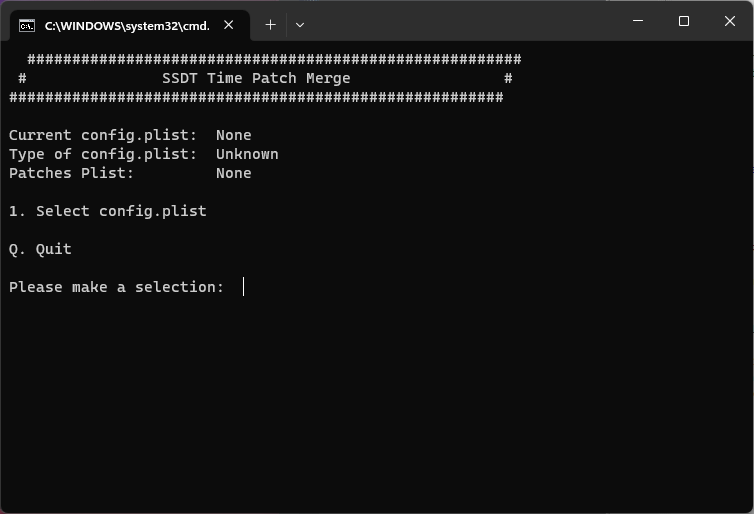 C:\WINDOWS\system32\cmd.
#######################################################
# SSDT Time Patch Merge #
#######################################################
Current config.plist: None
Type of config.plist: Unknown
Patches Plist: None
1. Select config.plist
Q. Quit
Please make a selection: